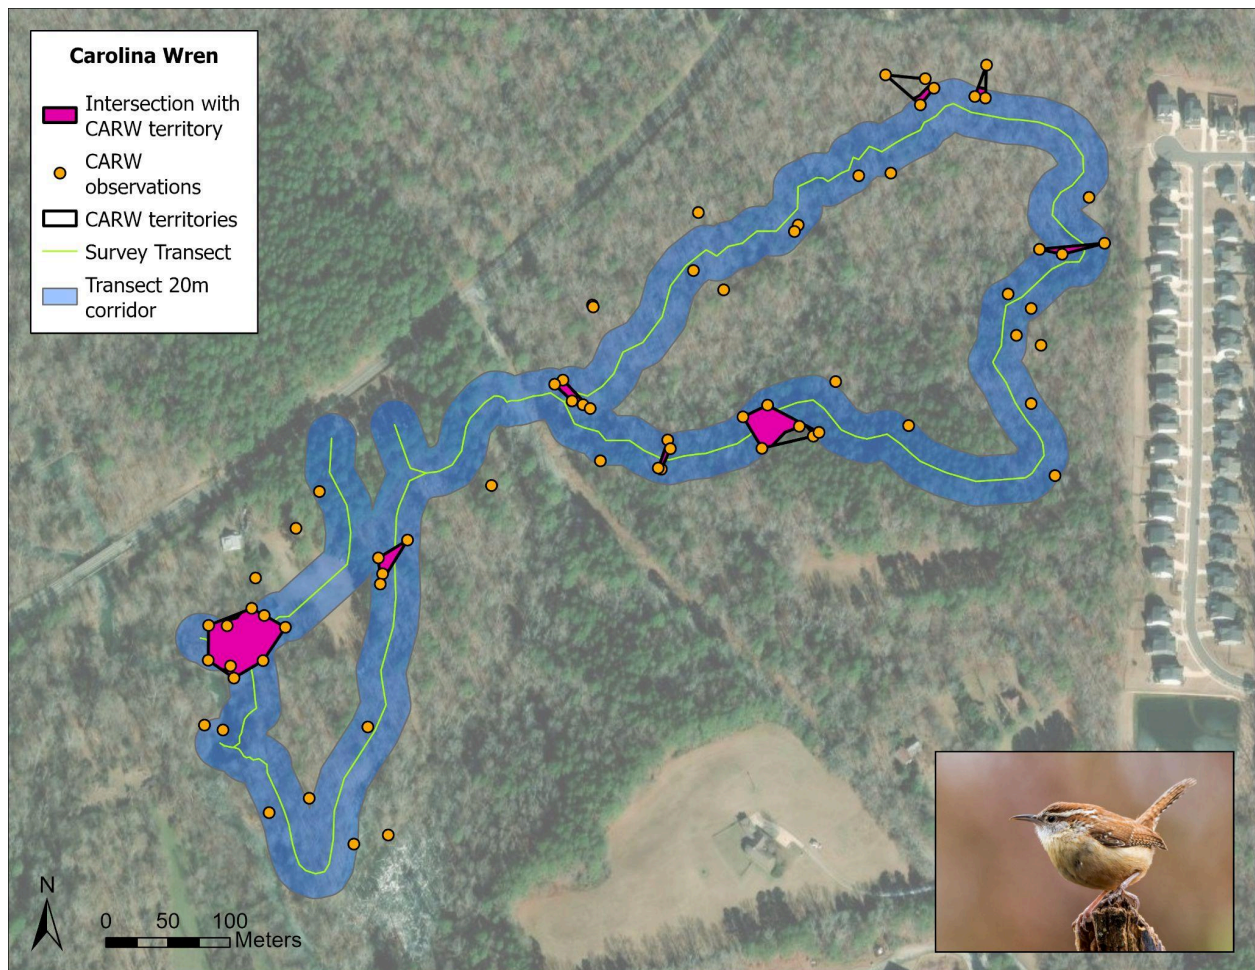 Carolina Wren
Intersection with
CARW territory
CARW
observations
CARW territories
Survey Transect
Transect 20m
corridor
N
0 50 100
Meters